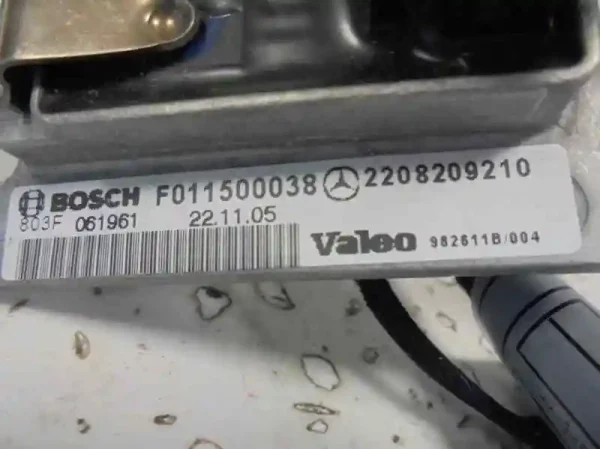 BOSCH F011500038 2208209210
803F 061961 22.11.05
Valeo 982611B/004